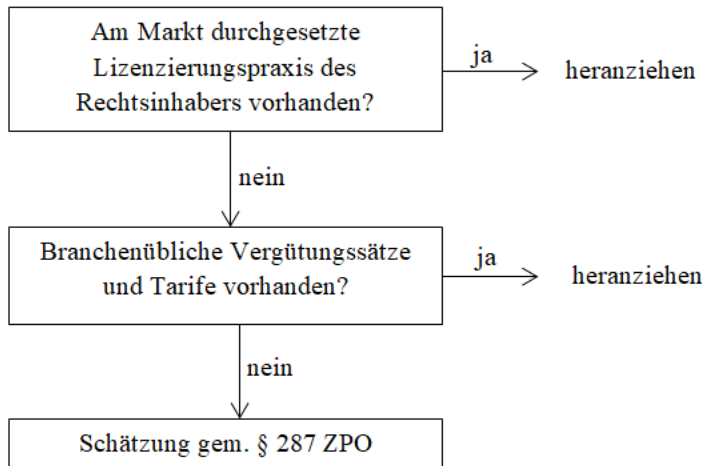 Am Markt durchgesetzte
Lizenzierungspraxis des
Rechtsinhabers vorhanden?
ja
heranziehen
nein
Branchenübliche Vergütungssätze
und Tarife vorhanden?
ja
heranziehen
nein
Schätzung gem. § 287 ZPO